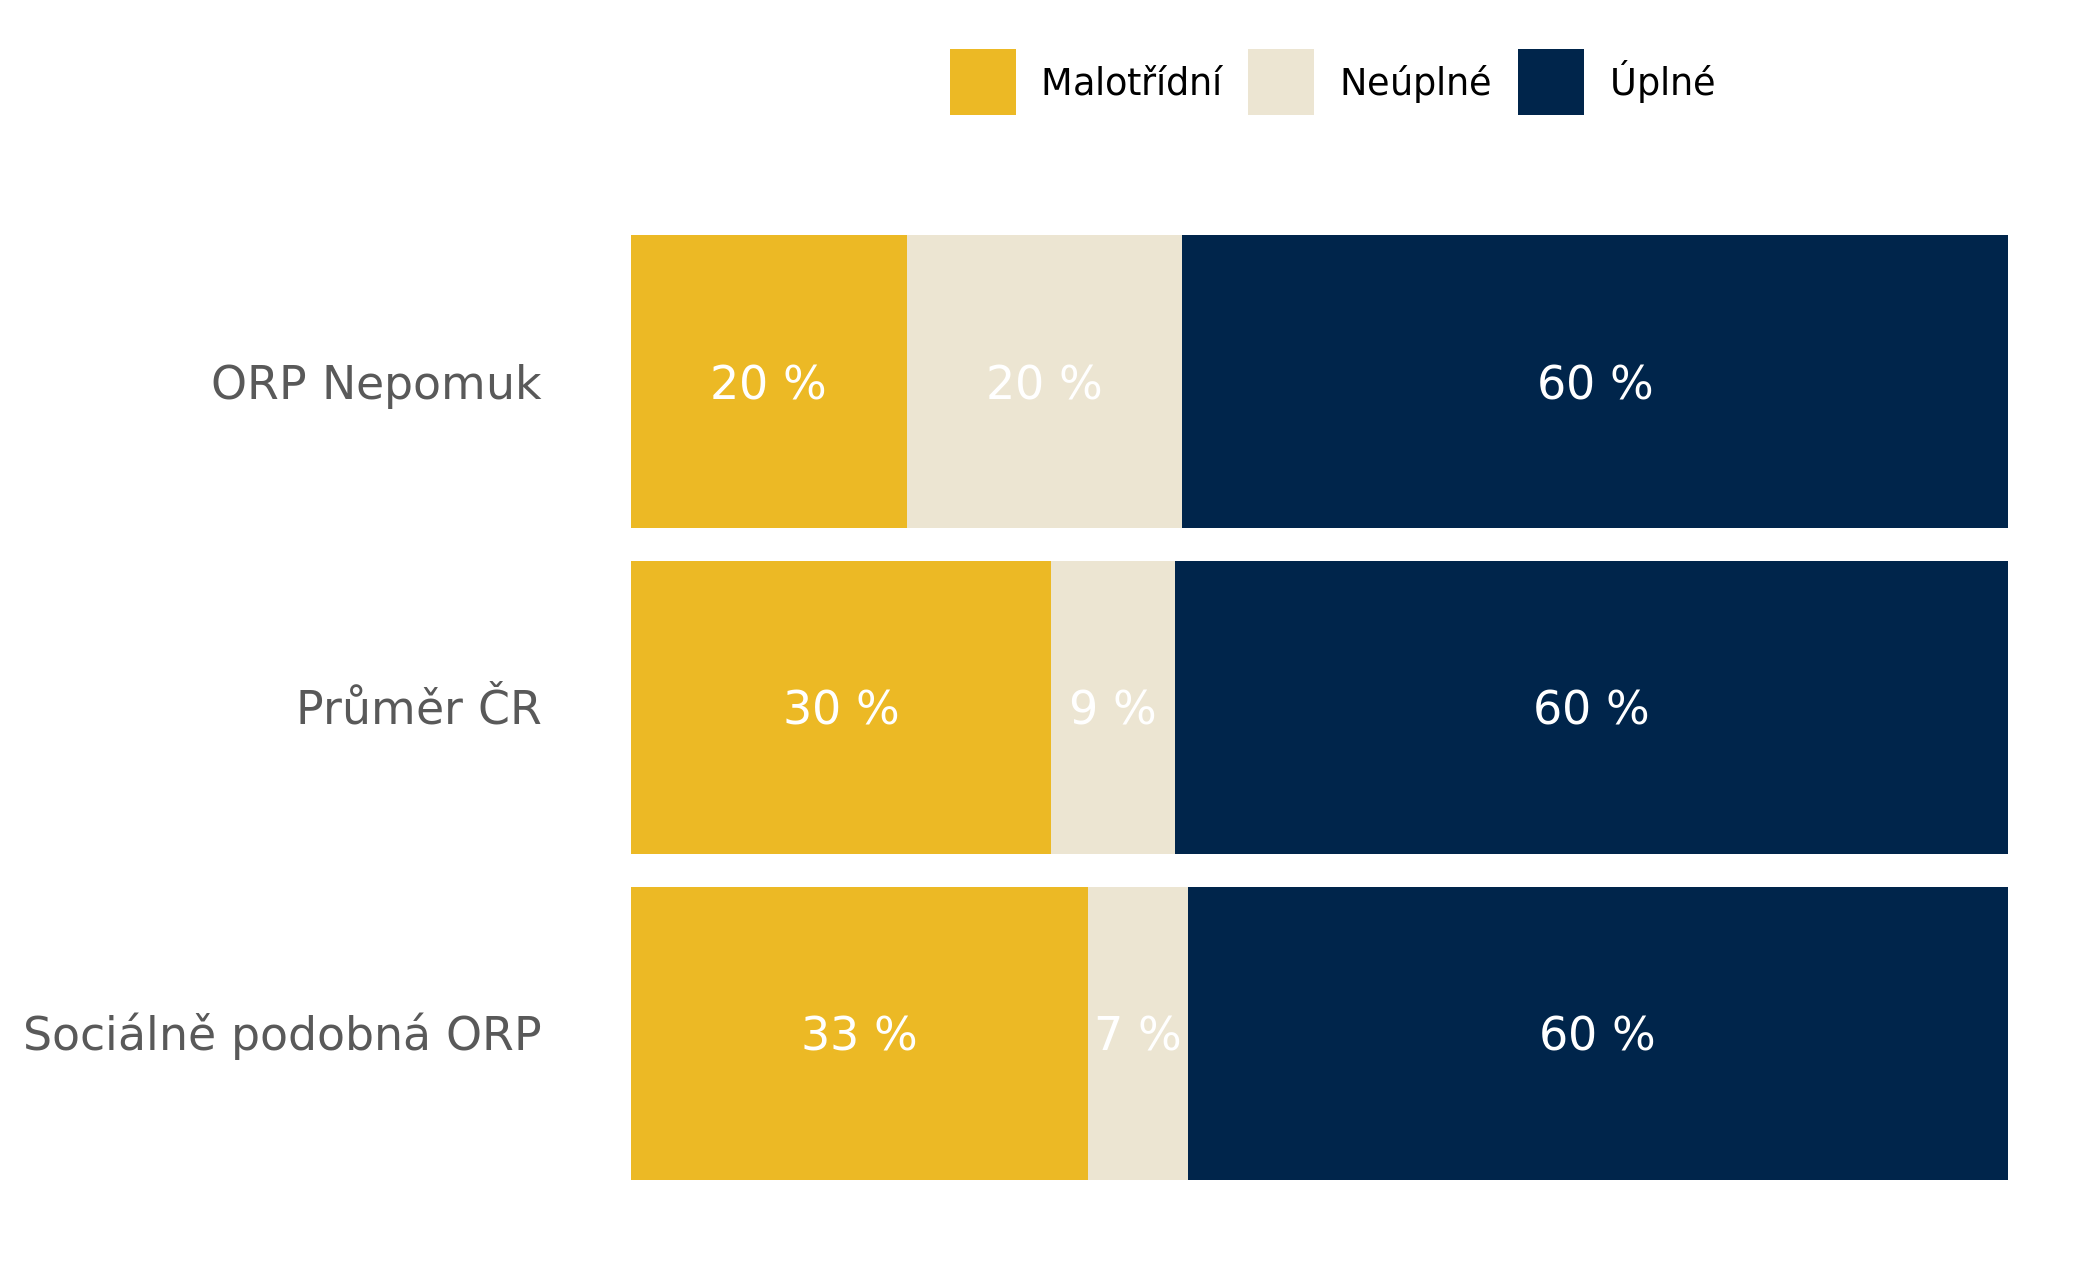 Malotřídní Neúplné Úplné
ORP Nepomuk 20 % 20 % 60 %
Průměr ČR 30 % 9 % 60 %
Sociálně podobná ORP 33 % 7 % 60 %